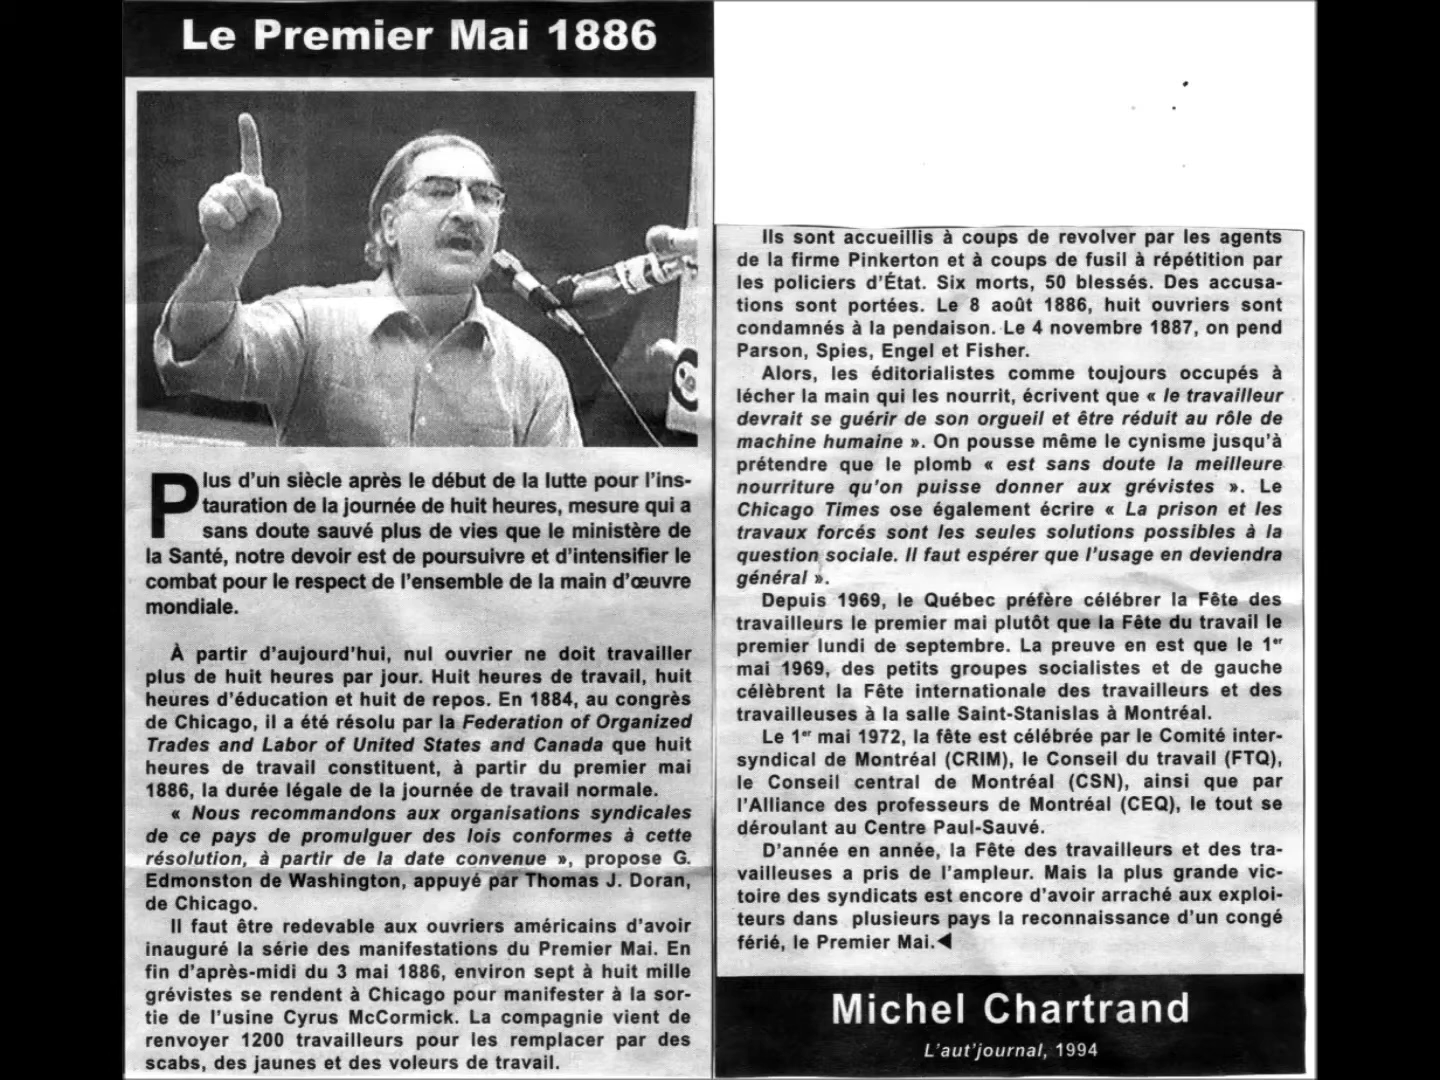 Le Premier Mai 1886
Plus d'un siècle après le début de la lutte pour l'ins-
tauration de la journée de huit heures, mesure qui a
sans doute sauvé plus de vies que le ministère de
la Santé, notre devoir est de poursuivre et d'intensifier le
combat pour le respect de l'ensemble de la main d'œuvre
mondiale.
À partir d'aujourd'hui, nul ouvrier ne doit travailler
plus de huit heures par jour. Huit heures de travail, huit
heures d'éducation et huit de repos. En 1884, au congrès
de Chicago, il a été résolu par la Federation of Organized
Trades and Labor of United States and Canada que huit
heures de travail constituent, à partir du premier mai
1886, la durée légale de la journée de travail normale.
« Nous recommandons aux organisations syndicales
de ce pays de promulguer des lois conformes à cette
résolution, à partir de la date convenue », propose G.
Edmonston de Washington, appuyé par Thomas J. Doran,
de Chicago.
Il faut être redevable aux ouvriers américains d'avoir
inauguré la série des manifestations du Premier Mai. En
fin d'après-midi du 3 mai 1886, environ sept à huit mille
grévistes se rendent à Chicago pour manifester à la sor-
tie de l'usine Cyrus McCormick. La compagnie vient de
renvoyer 1200 travailleurs pour les remplacer par des
scabs, des jaunes et des voleurs de travail.
Ils sont accueillis à coups de revolver par les agents
de la firme Pinkerton et à coups de fusil à répétition par
les policiers d'État. Six morts, 50 blessés. Des accusa-
tions sont portées. Le 8 août 1886, huit ouvriers sont
condamnés à la pendaison. Le 4 novembre 1887, on pend
Parson, Spies, Engel et Fisher.
Alors, les éditorialistes comme toujours occupés à
lécher la main qui les nourrit, écrivent que « le travailleur
devrait se guérir de son orgueil et être réduit au rôle de
machine humaine ». On pousse même le cynisme jusqu'à
prétendre que le plomb « est sans doute la meilleure
nourriture qu'on puisse donner aux grévistes ». Le
Chicago Times ose également écrire « La prison et les
travaux forcés sont les seules solutions possibles à la
question sociale. Il faut espérer que l'usage en deviendra
général ».
Depuis 1969, le Québec préfère célébrer la Fête des
travailleurs le premier mai plutôt que la Fête du travail le
premier lundi de septembre. La preuve en est que le 1er
mai 1969, des petits groupes socialistes et de gauche
célèbrent la Fête internationale des travailleurs et des
travailleuses à la salle Saint-Stanislas à Montréal.
Le 1er mai 1972, la fête est célébrée par le Comité inter-
syndical de Montréal (CRIM), le Conseil du travail (FTQ),
le Conseil central de Montréal (CSN), ainsi que par
l'Alliance des professeurs de Montréal (CEQ), le tout se
déroulant au Centre Paul-Sauvé.
D'année en année, la Fête des travailleurs et des tra-
vailleuses a pris de l'ampleur. Mais la plus grande vic-
toire des syndicats est encore d'avoir arraché aux exploi-
teurs dans plusieurs pays la reconnaissance d'un congé
férié, le Premier Mai.
Michel Chartrand
L'aut'journal, 1994